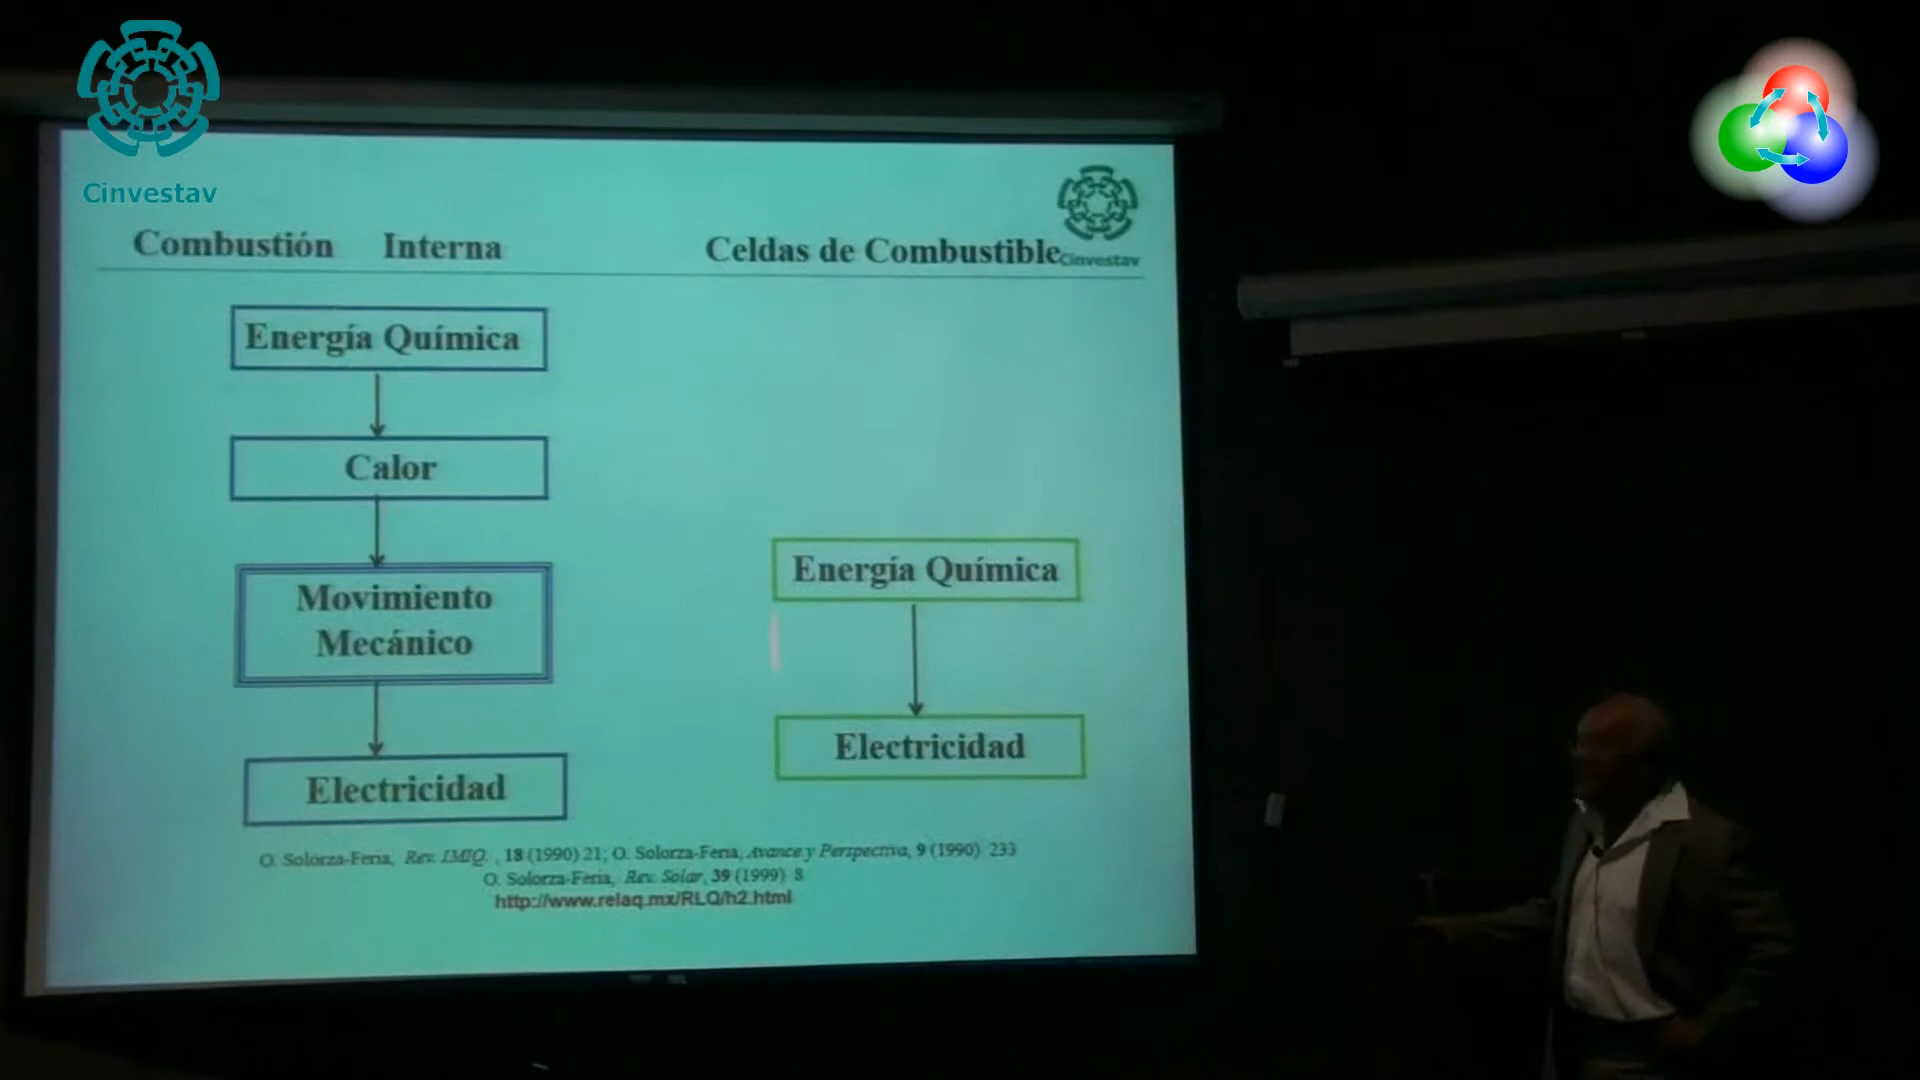 Cinvestav
Combustión Interna
Celdas de Combustible
Cinvestav
Energía Química
Calor
Movimiento
Mecánico
Electricidad
Energía Química
Electricidad
O. Solorza-Feria, Rev. IMIQ. , 18 (1990) 21; O. Solorza-Feria, Avance y Perspectiva, 9 (1990) 233
O. Solorza-Feria, Rev. Solar, 39 (1999) 8
http://www.relaq.mx/RLQ/h2.html